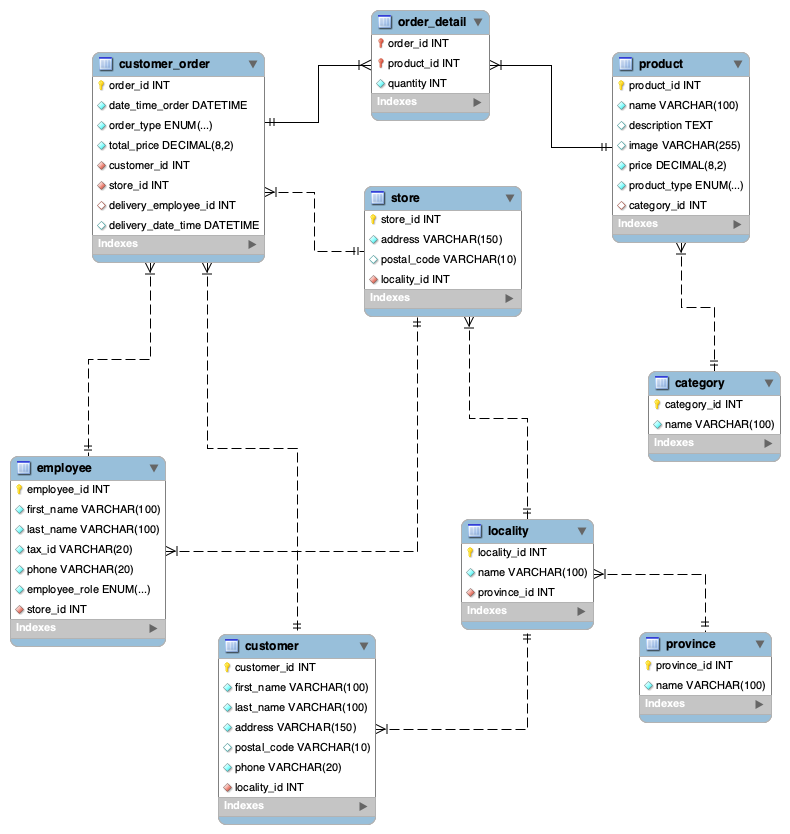 order_detail
order_id INT
product_id INT
quantity INT
Indexes
customer_order
order_id INT
date_time_order DATETIME
order_type ENUM(...)
total_price DECIMAL(8,2)
customer_id INT
store_id INT
delivery_employee_id INT
delivery_date_time DATETIME
Indexes
product
product_id INT
name VARCHAR(100)
description TEXT
image VARCHAR(255)
price DECIMAL(8,2)
product_type ENUM(...)
category_id INT
Indexes
store
store_id INT
address VARCHAR(150)
postal_code VARCHAR(10)
locality_id INT
Indexes
category
category_id INT
name VARCHAR(100)
Indexes
employee
employee_id INT
first_name VARCHAR(100)
last_name VARCHAR(100)
tax_id VARCHAR(20)
phone VARCHAR(20)
employee_role ENUM(...)
store_id INT
Indexes
locality
locality_id INT
name VARCHAR(100)
province_id INT
Indexes
customer
customer_id INT
first_name VARCHAR(100)
last_name VARCHAR(100)
address VARCHAR(150)
postal_code VARCHAR(10)
phone VARCHAR(20)
locality_id INT
Indexes
province
province_id INT
name VARCHAR(100)
Indexes